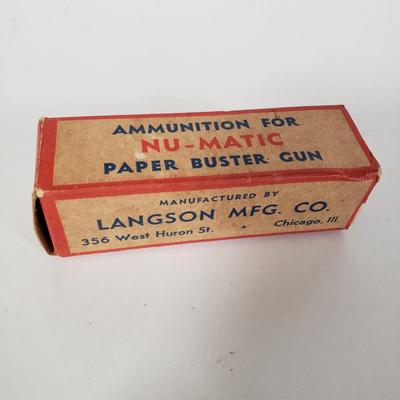 AMMUNITION FOR
NU-MATIC
PAPER BUSTER GUN
MANUFACTURED BY
LANGSON MFG. CO.
356 West Huron St. + Chicago, Ill.